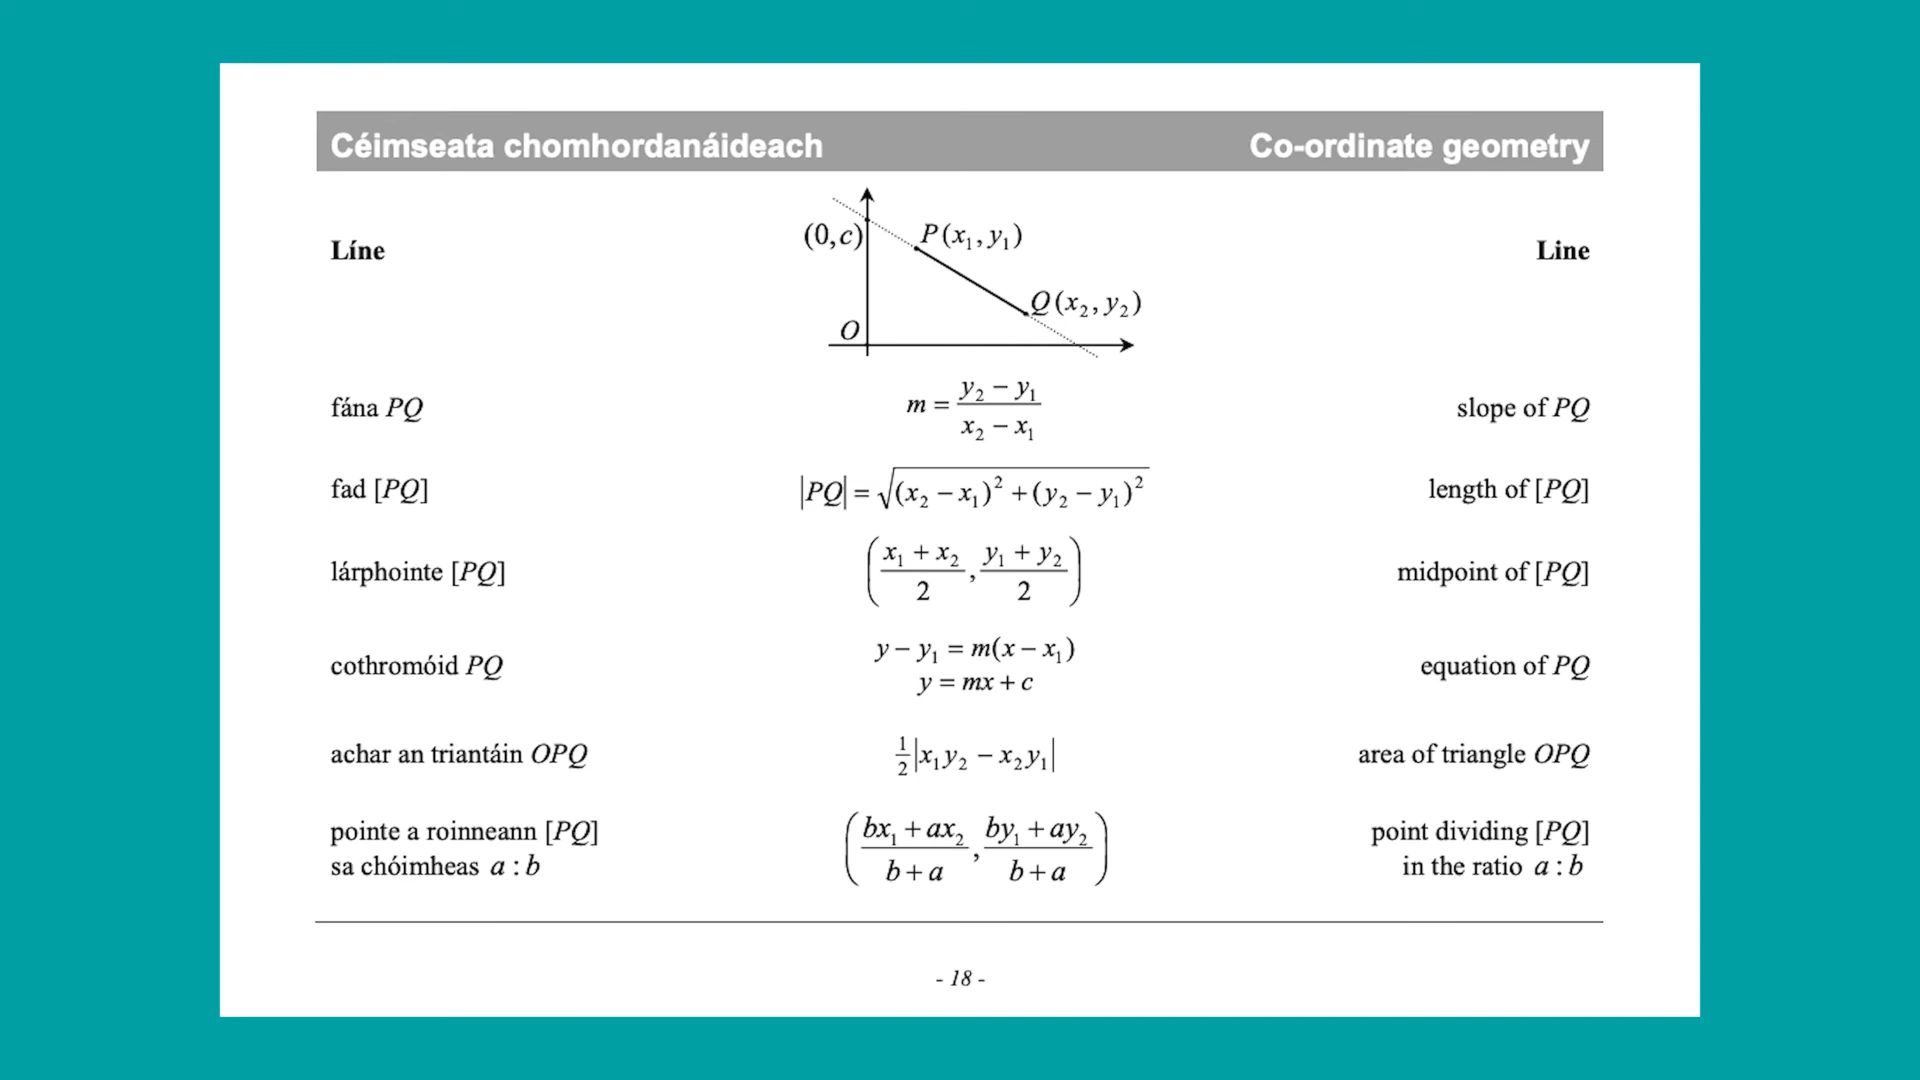 Céimseata chomhordanáideach Co-ordinate geometry
(0,c) P(x₁, y₁)
Líne Line
Q(x₂, y₂)
O
fána PQ m = (y₂ − y₁)/(x₂ − x₁) slope of PQ
fad [PQ] |PQ| = √((x₂ − x₁)² + (y₂ − y₁)²) length of [PQ]
lárphointe [PQ] ((x₁ + x₂)/2, (y₁ + y₂)/2) midpoint of [PQ]
y − y₁ = m(x − x₁)
cothromóid PQ equation of PQ
y = mx + c
achar an triantáin OPQ ½|x₁y₂ − x₂y₁| area of triangle OPQ
pointe a roinneann [PQ] ((bx₁ + ax₂)/(b + a), (by₁ + ay₂)/(b + a)) point dividing [PQ]
sa chóimheas a : b in the ratio a : b
- 18 -